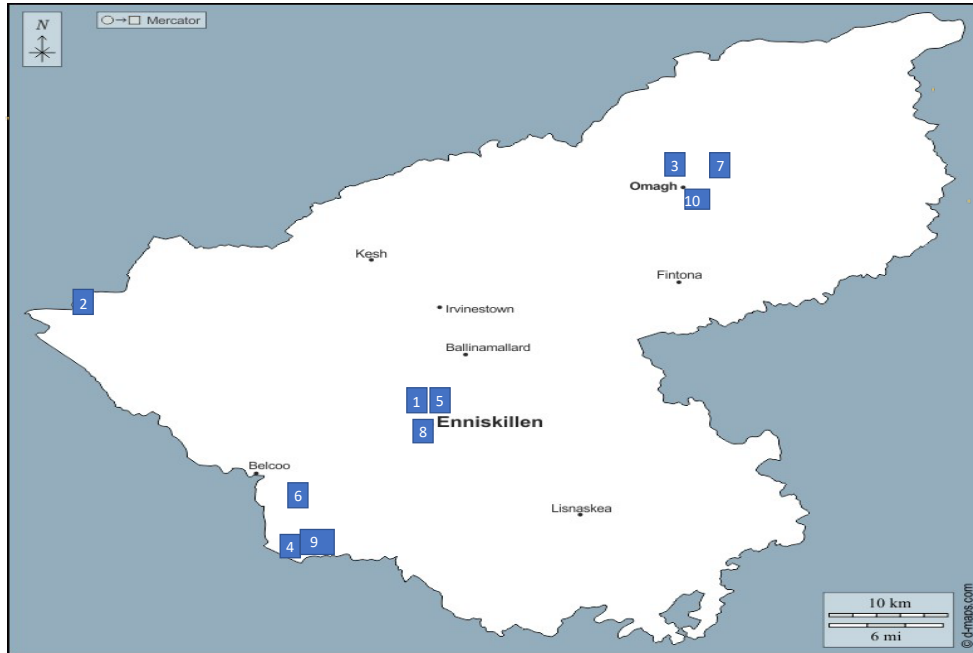 N
Mercator
3
7
Omagh
10
Kesh
Fintona
2
Irvinestown
Ballinamallard
1
5
Enniskillen
8
Belcoo
6
Lisnaskea
4
9
10 km
6 mi
© d-maps.com